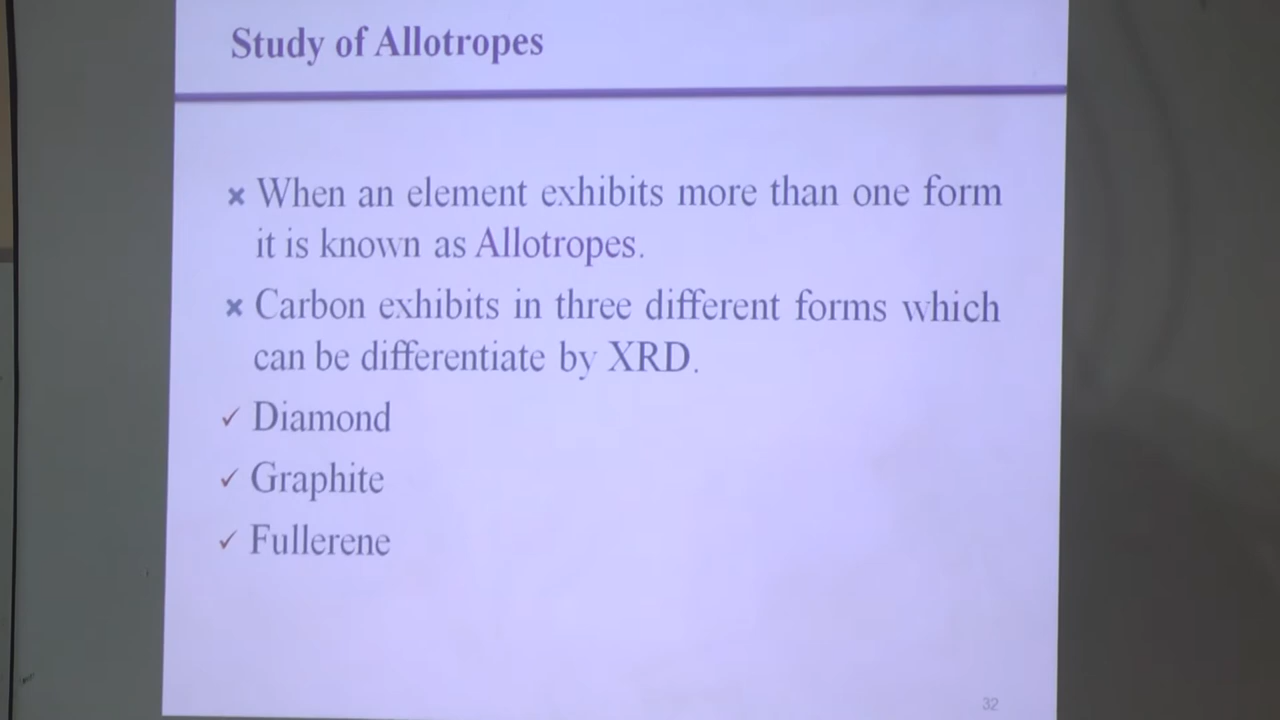 Study of Allotropes
× When an element exhibits more than one form
it is known as Allotropes.
× Carbon exhibits in three different forms which
can be differentiate by XRD.
✓ Diamond
✓ Graphite
✓ Fullerene
32